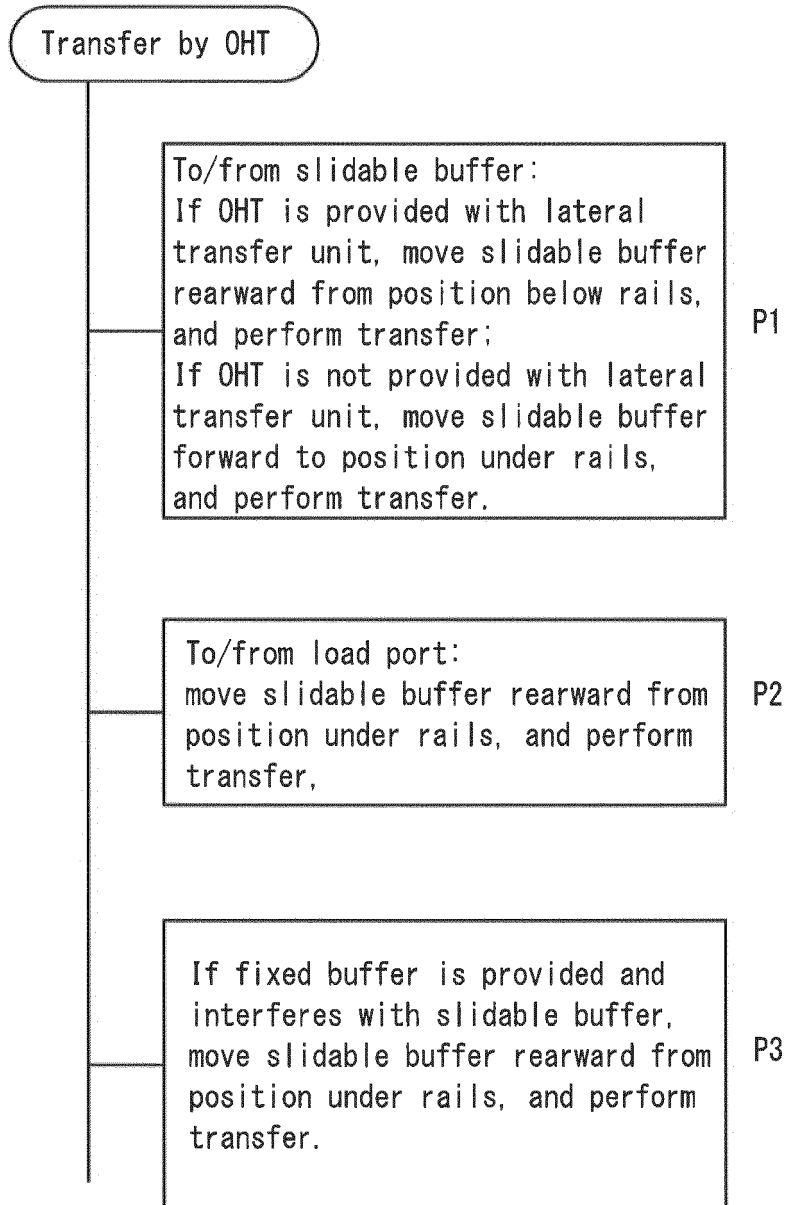 Transfer by OHT
To/from slidable buffer:
If OHT is provided with lateral
transfer unit, move slidable buffer
rearward from position below rails,
and perform transfer;
If OHT is not provided with lateral
transfer unit, move slidable buffer
forward to position under rails,
and perform transfer.
P1
To/from load port:
move slidable buffer rearward from
position under rails, and perform
transfer,
P2
If fixed buffer is provided and
interferes with slidable buffer,
move slidable buffer rearward from
position under rails, and perform
transfer.
P3